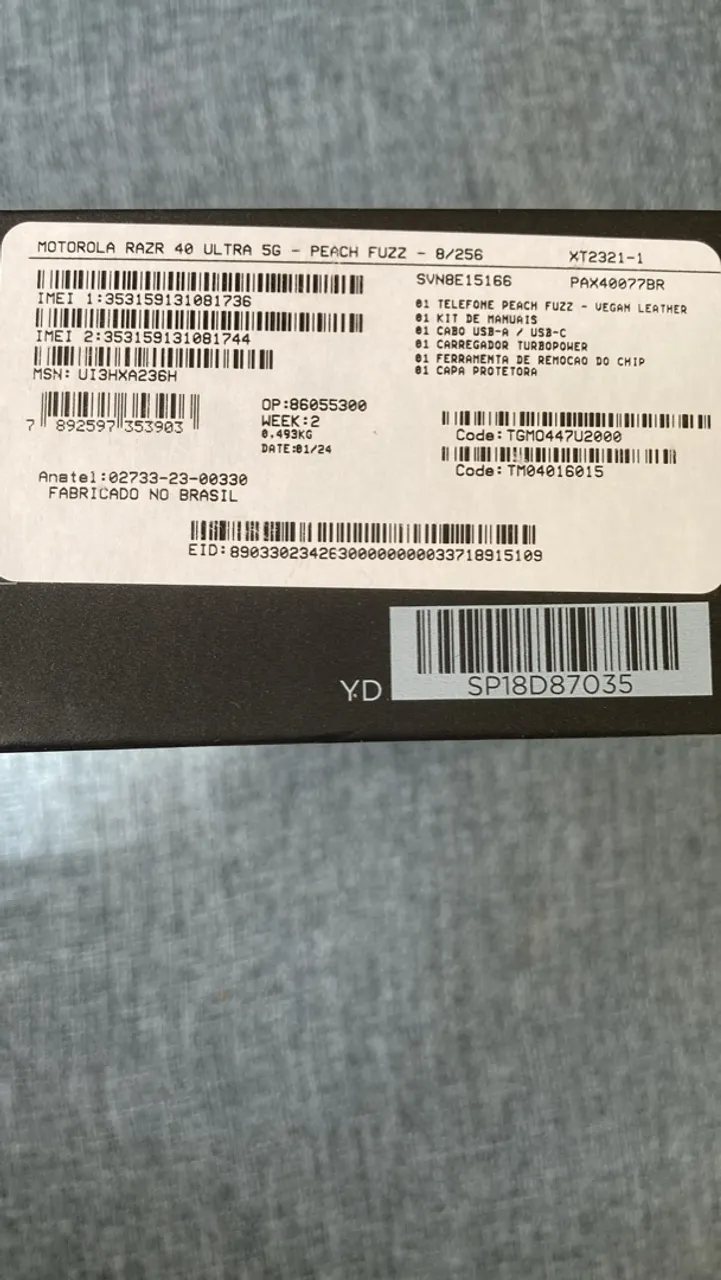 MOTOROLA RAZR 40 ULTRA 5G - PEACH FUZZ - 8/256 XT2321-1
IMEI 1:353159131081736
IMEI 2:353159131081744
MSN: UI3HXA236H
SVN8E15166 PAX40077BR
01 TELEFONE PEACH FUZZ - VEGAN LEATHER
01 KIT DE MANUAIS
01 CABO USB-A / USB-C
01 CARREGADOR TURBOPOWER
01 FERRAMENTA DE REMOCAO DO CHIP
01 CAPA PROTETORA
7 892597 353903
OP:86055300
WEEK:2
0.493KG
DATE:01/24
Code:TGMO447U2000
Code:TM04016015
Anatel:02733-23-00330
FABRICADO NO BRASIL
EID:89033023426300000000033718915109
YD
SP18D87035